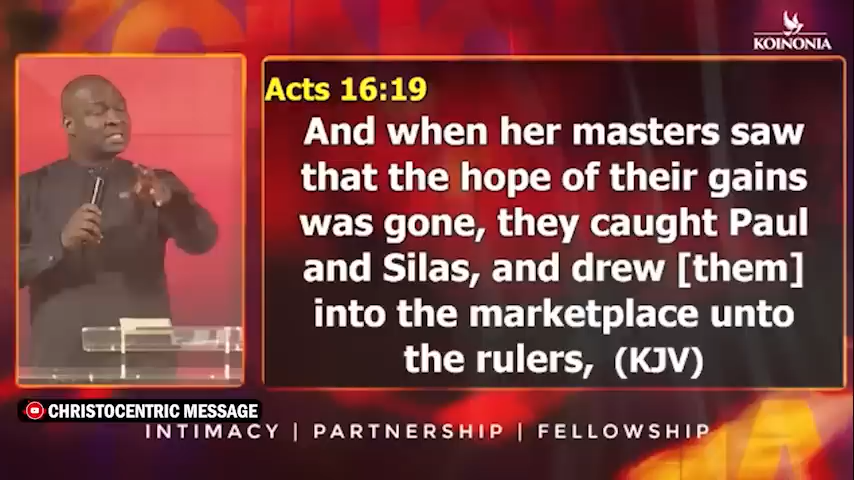 KOINONIA
Acts 16:19
And when her masters saw
that the hope of their gains
was gone, they caught Paul
and Silas, and drew [them]
into the marketplace unto
the rulers, (KJV)
CHRISTOCENTRIC MESSAGE
INTIMACY | PARTNERSHIP | FELLOWSHIP